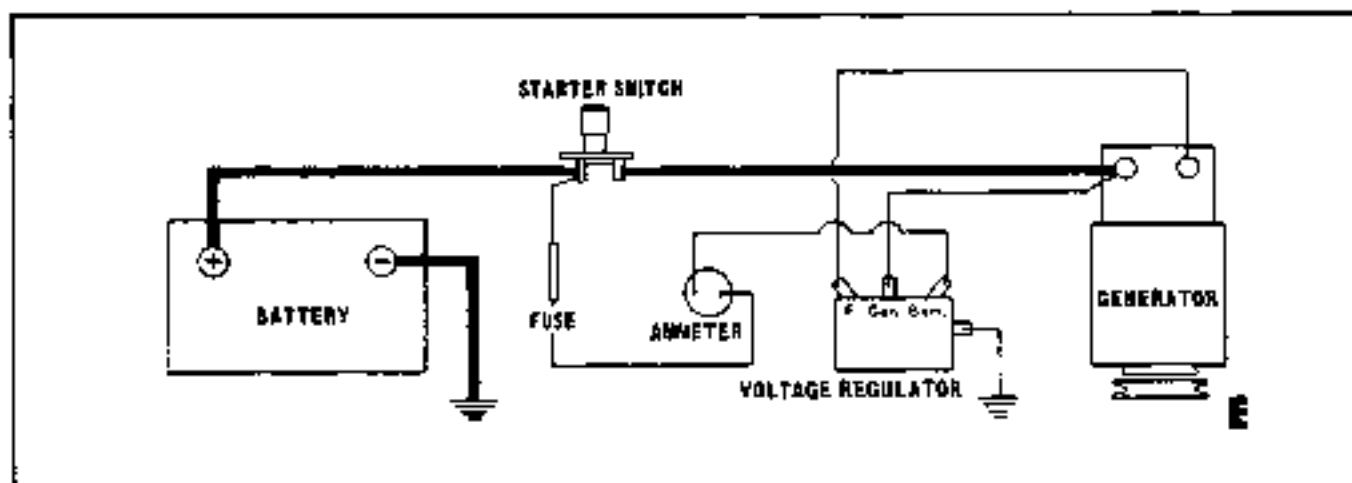 STARTER SWITCH
+
-
BATTERY
FUSE
AMMETER
F Gen Bat.
VOLTAGE REGULATOR
GENERATOR
E